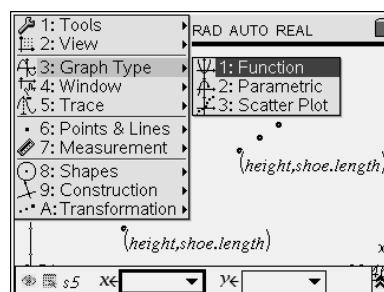 1: Tools
2: View
3: Graph Type
4: Window
5: Trace
6: Points & Lines
7: Measurement
8: Shapes
9: Construction
A: Transformation
RAD AUTO REAL
1: Function
2: Parametric
3: Scatter Plot
(height,shoe.length)
(height,shoe.length)
x
s5 x← y←